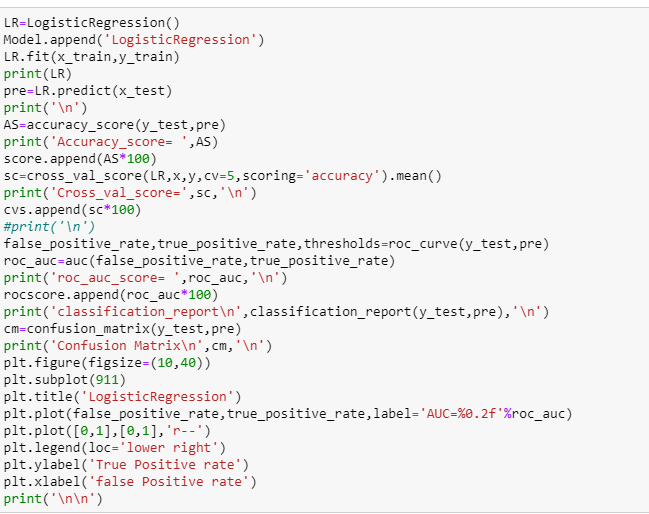 LR=LogisticRegression()
Model.append('LogisticRegression')
LR.fit(x_train,y_train)
print(LR)
pre=LR.predict(x_test)
print('\n')
AS=accuracy_score(y_test,pre)
print('Accuracy_score= ',AS)
score.append(AS*100)
sc=cross_val_score(LR,x,y,cv=5,scoring='accuracy').mean()
print('Cross_val_score=',sc,'\n')
cvs.append(sc*100)
#print('\n')
false_positive_rate,true_positive_rate,thresholds=roc_curve(y_test,pre)
roc_auc=auc(false_positive_rate,true_positive_rate)
print('roc_auc_score= ',roc_auc,'\n')
rocscore.append(roc_auc*100)
print('classification_report\n',classification_report(y_test,pre),'\n')
cm=confusion_matrix(y_test,pre)
print('Confusion Matrix\n',cm,'\n')
plt.figure(figsize=(10,40))
plt.subplot(911)
plt.title('LogisticRegression')
plt.plot(false_positive_rate,true_positive_rate,label='AUC=%0.2f'%roc_auc)
plt.plot([0,1],[0,1],'r--')
plt.legend(loc='lower right')
plt.ylabel('True Positive rate')
plt.xlabel('false Positive rate')
print('\n\n')